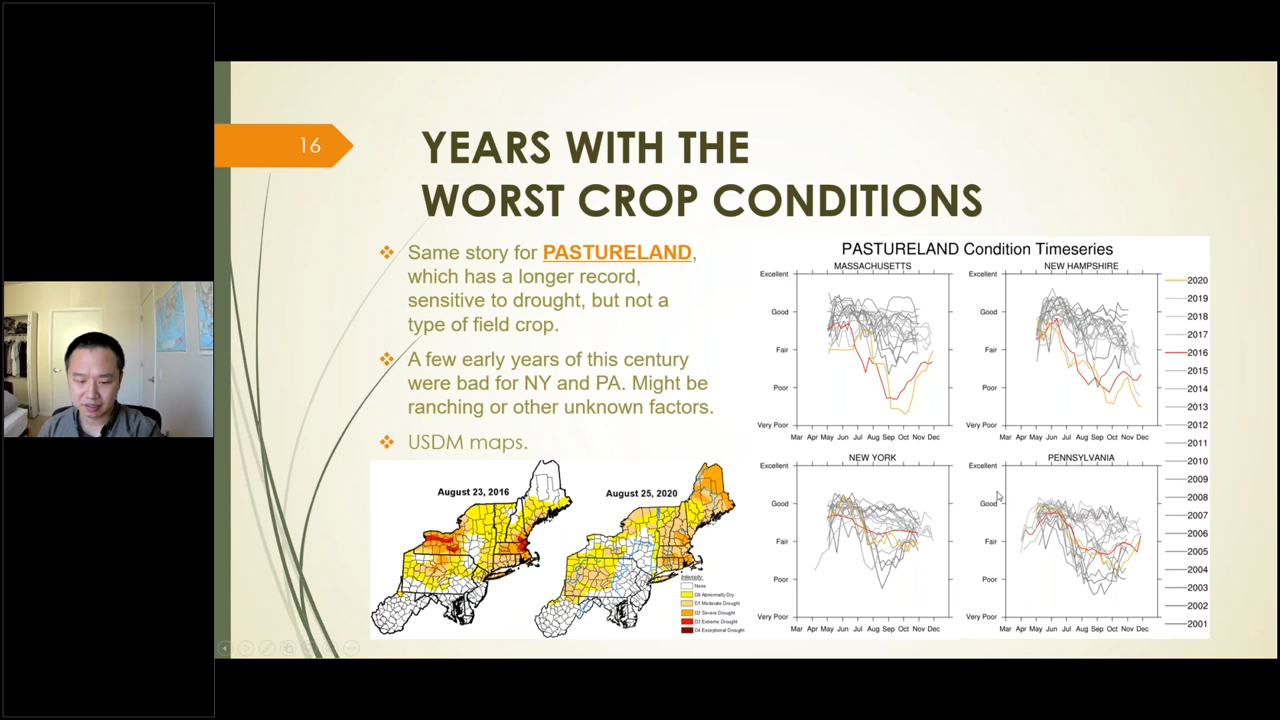 16
YEARS WITH THE
WORST CROP CONDITIONS
Same story for PASTURELAND,
which has a longer record,
sensitive to drought, but not a
type of field crop.
A few early years of this century
were bad for NY and PA. Might be
ranching or other unknown factors.
USDM maps.
August 23, 2016
August 25, 2020
Intensity:
None
D0 Abnormally Dry
D1 Moderate Drought
D2 Severe Drought
D3 Extreme Drought
D4 Exceptional Drought
PASTURELAND Condition Timeseries
MASSACHUSETTS
Excellent
Good
Fair
Poor
Very Poor
Mar Apr May Jun Jul Aug Sep Oct Nov Dec
NEW HAMPSHIRE
Excellent
Good
Fair
Poor
Very Poor
Mar Apr May Jun Jul Aug Sep Oct Nov Dec
NEW YORK
Excellent
Good
Fair
Poor
Very Poor
Mar Apr May Jun Jul Aug Sep Oct Nov Dec
PENNSYLVANIA
Excellent
Good
Fair
Poor
Very Poor
Mar Apr May Jun Jul Aug Sep Oct Nov Dec
2020
2019
2018
2017
2016
2015
2014
2013
2012
2011
2010
2009
2008
2007
2006
2005
2004
2003
2002
2001